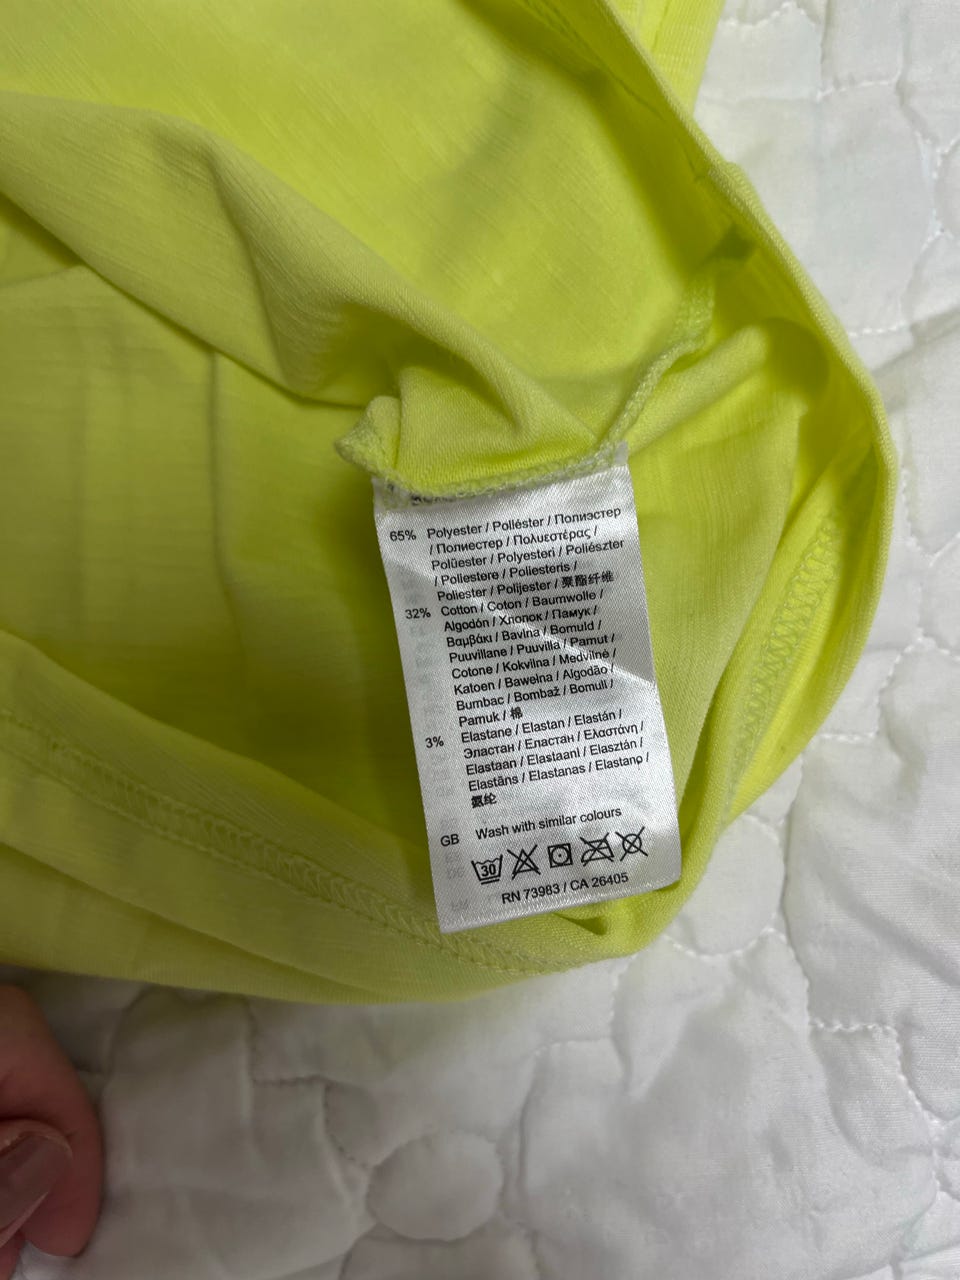 65% Polyester / Poliéster / Полиэстер
/ Полиестер / Πολυεστέρας /
Polüester / Polyesteri / Poliészter
/ Poliestere / Poliesteris /
Poliester / Polijester / 聚酯纤维
32% Cotton / Coton / Baumwolle /
Algodón / Хлопок / Памук /
Βαμβάκι / Bavlna / Bomuld /
Puuvillane / Puuvilla / Pamut /
Cotone / Kokvilna / Medvilnė /
Katoen / Bawełna / Algodão /
Bumbac / Bombaž / Bomull /
Pamuk / 棉
3% Elastane / Elastan / Elastán /
Эластан / Еластан / Ελαστάνη /
Elastaan / Elastaani / Elasztán /
Elastāns / Elastanas / Elastano /
氨纶
GB Wash with similar colours
30
RN 73983 / CA 26405